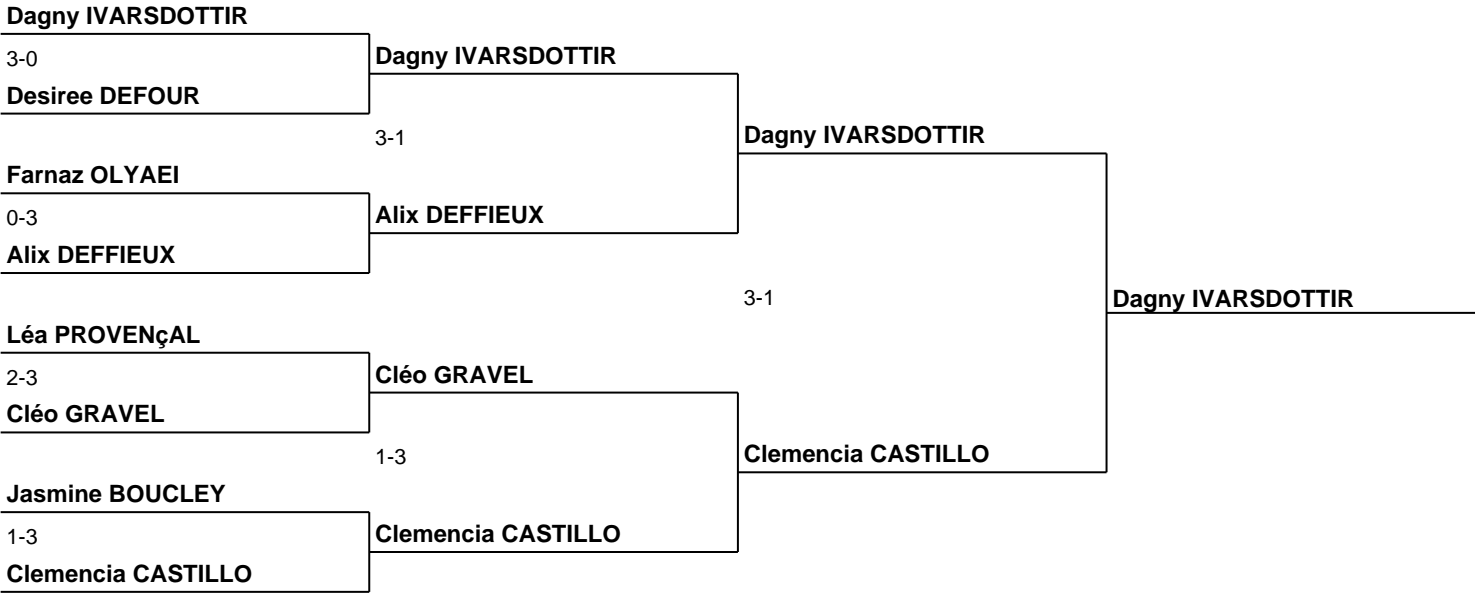 Dagny IVARSDOTTIR
3-0
Desiree DEFOUR
Farnaz OLYAEI
0-3
Alix DEFFIEUX
Léa PROVENçAL
2-3
Cléo GRAVEL
Jasmine BOUCLEY
1-3
Clemencia CASTILLO
Dagny IVARSDOTTIR
3-1
Alix DEFFIEUX
Cléo GRAVEL
1-3
Clemencia CASTILLO
Dagny IVARSDOTTIR
3-1
Clemencia CASTILLO
Dagny IVARSDOTTIR